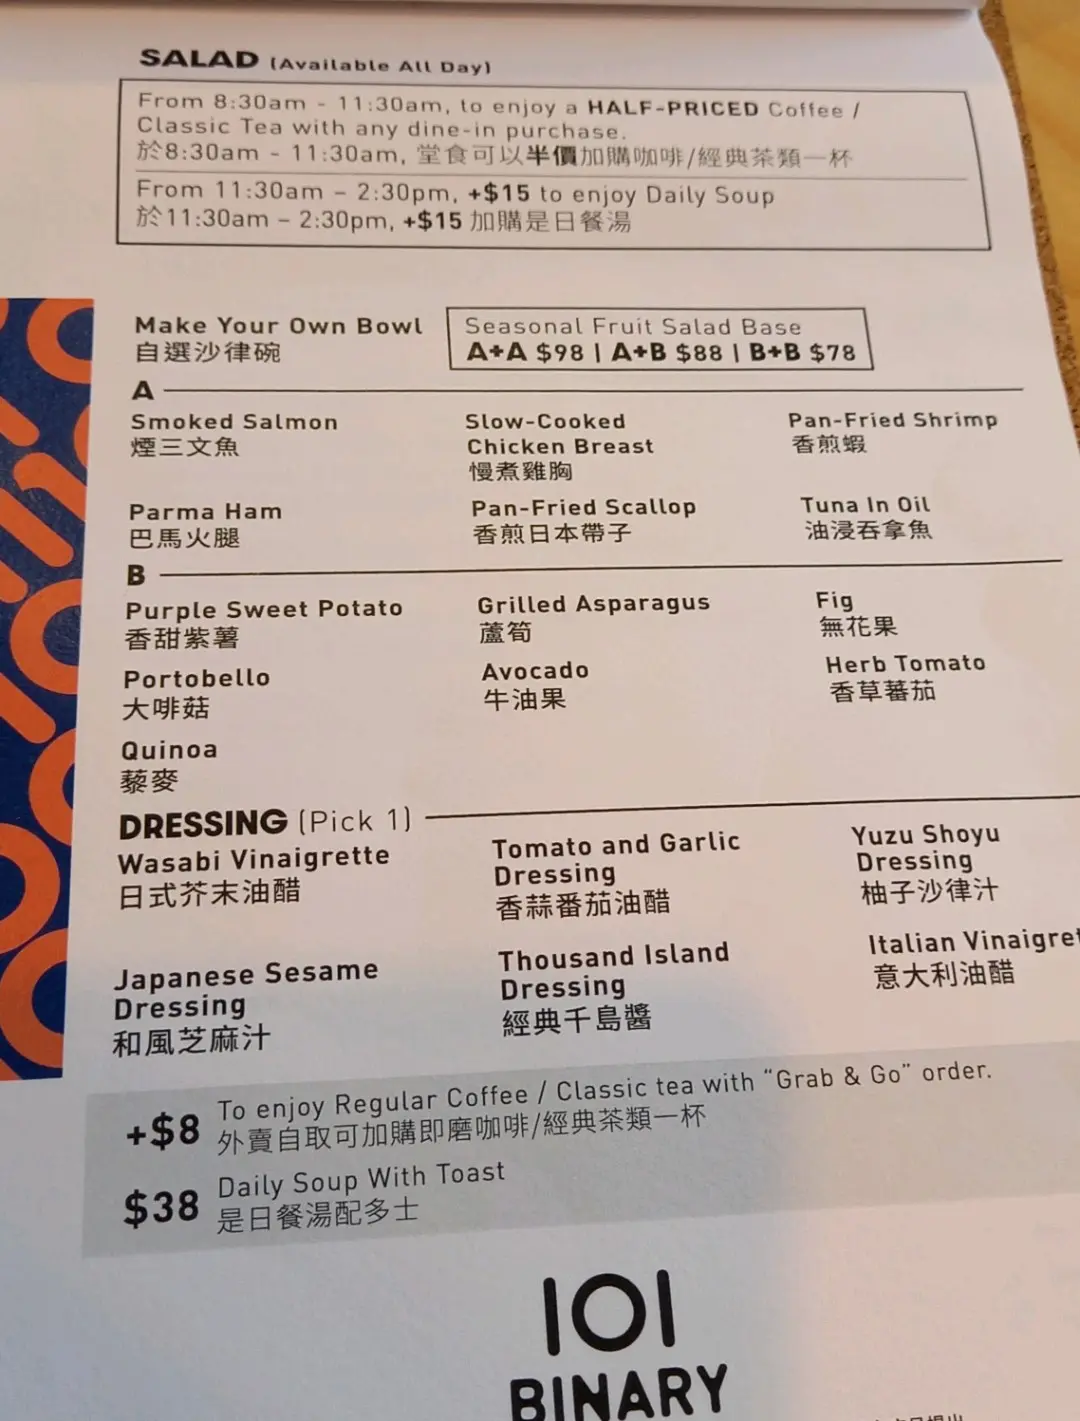 SALAD (Available All Day)
From 8:30am - 11:30am, to enjoy a HALF-PRICED Coffee /
Classic Tea with any dine-in purchase.
於8:30am - 11:30am, 堂食可以半價加購咖啡/經典茶類一杯
From 11:30am – 2:30pm, +$15 to enjoy Daily Soup
於11:30am – 2:30pm, +$15 加購是日餐湯
Make Your Own Bowl
自選沙律碗
Seasonal Fruit Salad Base
A+A $98 | A+B $88 | B+B $78
A
Smoked Salmon
煙三文魚
Slow-Cooked
Chicken Breast
慢煮雞胸
Pan-Fried Shrimp
香煎蝦
Parma Ham
巴馬火腿
Pan-Fried Scallop
香煎日本帶子
Tuna In Oil
油浸吞拿魚
B
Purple Sweet Potato
香甜紫薯
Grilled Asparagus
蘆筍
Fig
無花果
Portobello
大啡菇
Avocado
牛油果
Herb Tomato
香草蕃茄
Quinoa
藜麥
DRESSING (Pick 1)
Wasabi Vinaigrette
日式芥末油醋
Tomato and Garlic
Dressing
香蒜番茄油醋
Yuzu Shoyu
Dressing
柚子沙律汁
Japanese Sesame
Dressing
和風芝麻汁
Thousand Island
Dressing
經典千島醬
Italian Vinaigret
意大利油醋
+$8 To enjoy Regular Coffee / Classic tea with “Grab & Go” order.
外賣自取可加購即磨咖啡/經典茶類一杯
$38 Daily Soup With Toast
是日餐湯配多士
101
BINARY